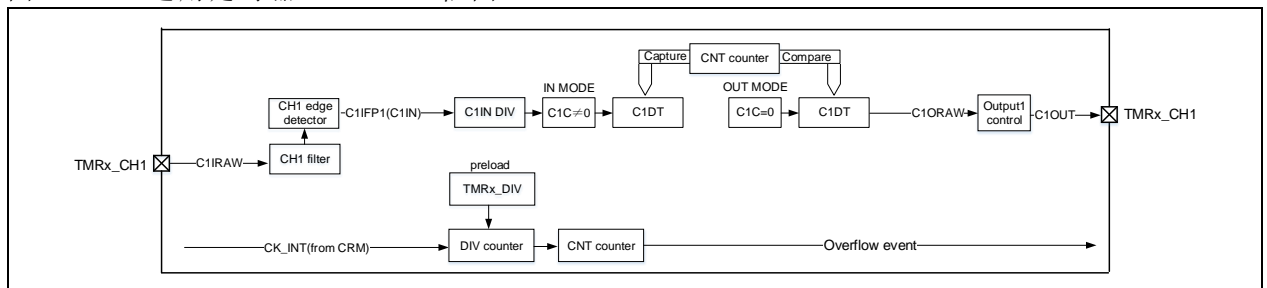 Capture CNT counter Compare
IN MODE
OUT MODE
CH1 edge
detector
C1IFP1(C1IN)
C1IN DIV
C1C≠0
C1DT
C1C=0
C1DT
C1ORAW
Output1
control
C1OUT
TMRx_CH1
TMRx_CH1
C1IRAW
CH1 filter
preload
TMRx_DIV
CK_INT(from CRM)
DIV counter
CNT counter
Overflow event